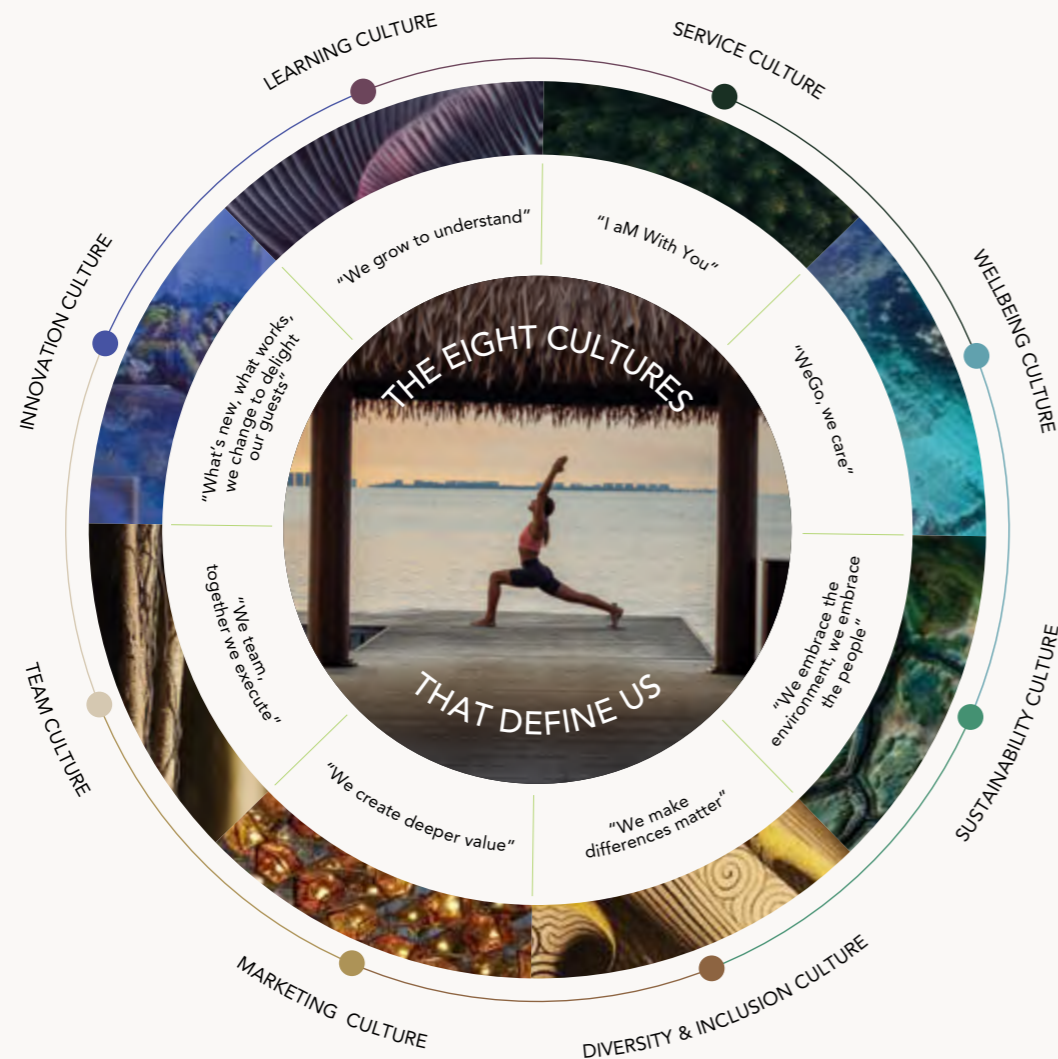 THE EIGHT CULTURES
THAT DEFINE US
SERVICE CULTURE
“I aM With You”
WELLBEING CULTURE
“WeGo, we care”
SUSTAINABILITY CULTURE
“We embrace the
environment, we embrace
the people”
DIVERSITY & INCLUSION CULTURE
“We make
differences matter”
MARKETING CULTURE
“We create deeper value”
TEAM CULTURE
“We team,
together we execute”
INNOVATION CULTURE
“What’s new, what works,
we change to delight
our guests”
LEARNING CULTURE
“We grow to understand”